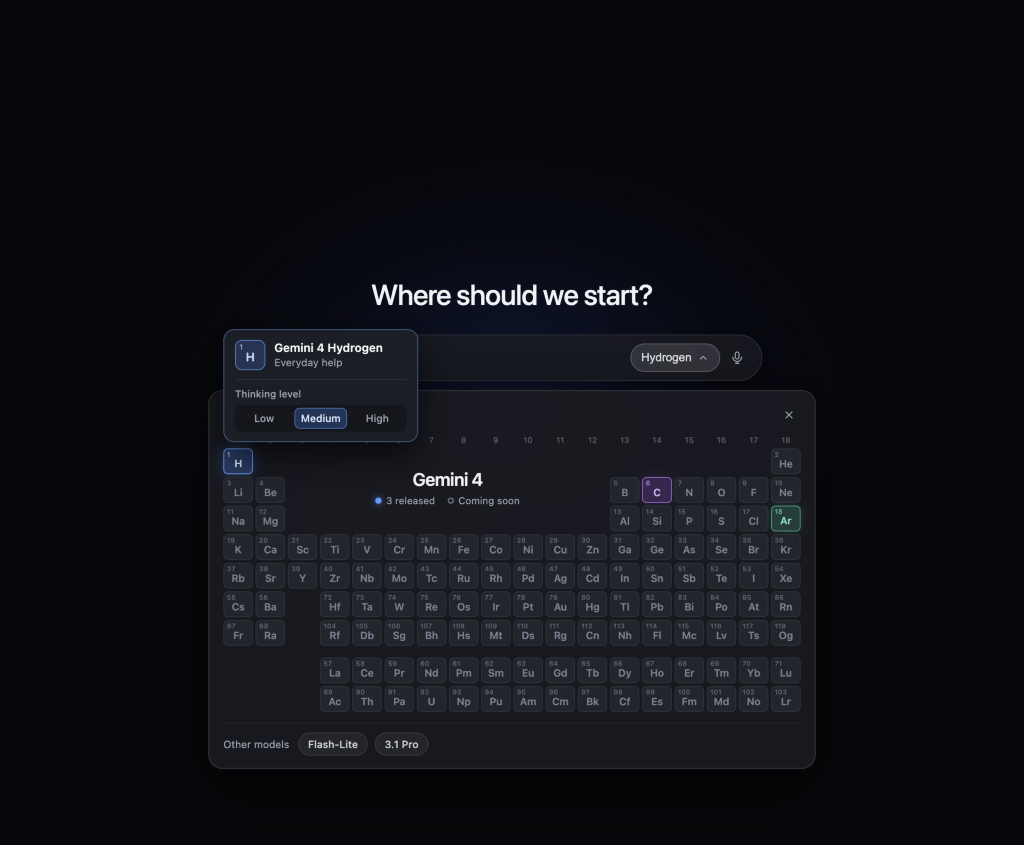 Where should we start?
1
H
Gemini 4 Hydrogen
Everyday help
Hydrogen
Thinking level
Low Medium High
7 8 9 10 11 12 13 14 15 16 17 18
1 H 2 He
Gemini 4
3 released Coming soon
3 Li 4 Be 5 B 6 C 7 N 8 O 9 F 10 Ne
11 Na 12 Mg 13 Al 14 Si 15 P 16 S 17 Cl 18 Ar
19 K 20 Ca 21 Sc 22 Ti 23 V 24 Cr 25 Mn 26 Fe 27 Co 28 Ni 29 Cu 30 Zn 31 Ga 32 Ge 33 As 34 Se 35 Br 36 Kr
37 Rb 38 Sr 39 Y 40 Zr 41 Nb 42 Mo 43 Tc 44 Ru 45 Rh 46 Pd 47 Ag 48 Cd 49 In 50 Sn 51 Sb 52 Te 53 I 54 Xe
55 Cs 56 Ba 72 Hf 73 Ta 74 W 75 Re 76 Os 77 Ir 78 Pt 79 Au 80 Hg 81 Tl 82 Pb 83 Bi 84 Po 85 At 86 Rn
87 Fr 88 Ra 104 Rf 105 Db 106 Sg 107 Bh 108 Hs 109 Mt 110 Ds 111 Rg 112 Cn 113 Nh 114 Fl 115 Mc 116 Lv 117 Ts 118 Og
57 La 58 Ce 59 Pr 60 Nd 61 Pm 62 Sm 63 Eu 64 Gd 65 Tb 66 Dy 67 Ho 68 Er 69 Tm 70 Yb 71 Lu
89 Ac 90 Th 91 Pa 92 U 93 Np 94 Pu 95 Am 96 Cm 97 Bk 98 Cf 99 Es 100 Fm 101 Md 102 No 103 Lr
Other models Flash-Lite 3.1 Pro